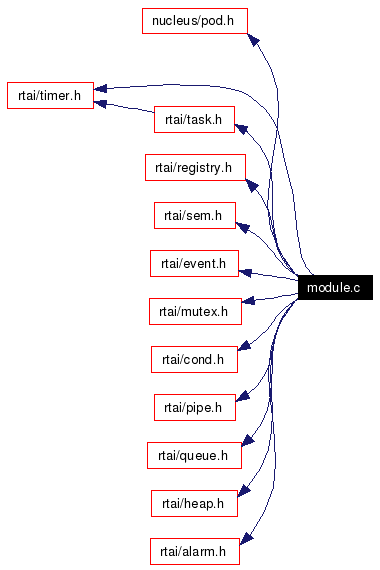 nucleus/pod.h
rtai/timer.h
rtai/task.h
rtai/registry.h
rtai/sem.h
rtai/event.h
module.c
rtai/mutex.h
rtai/cond.h
rtai/pipe.h
rtai/queue.h
rtai/heap.h
rtai/alarm.h